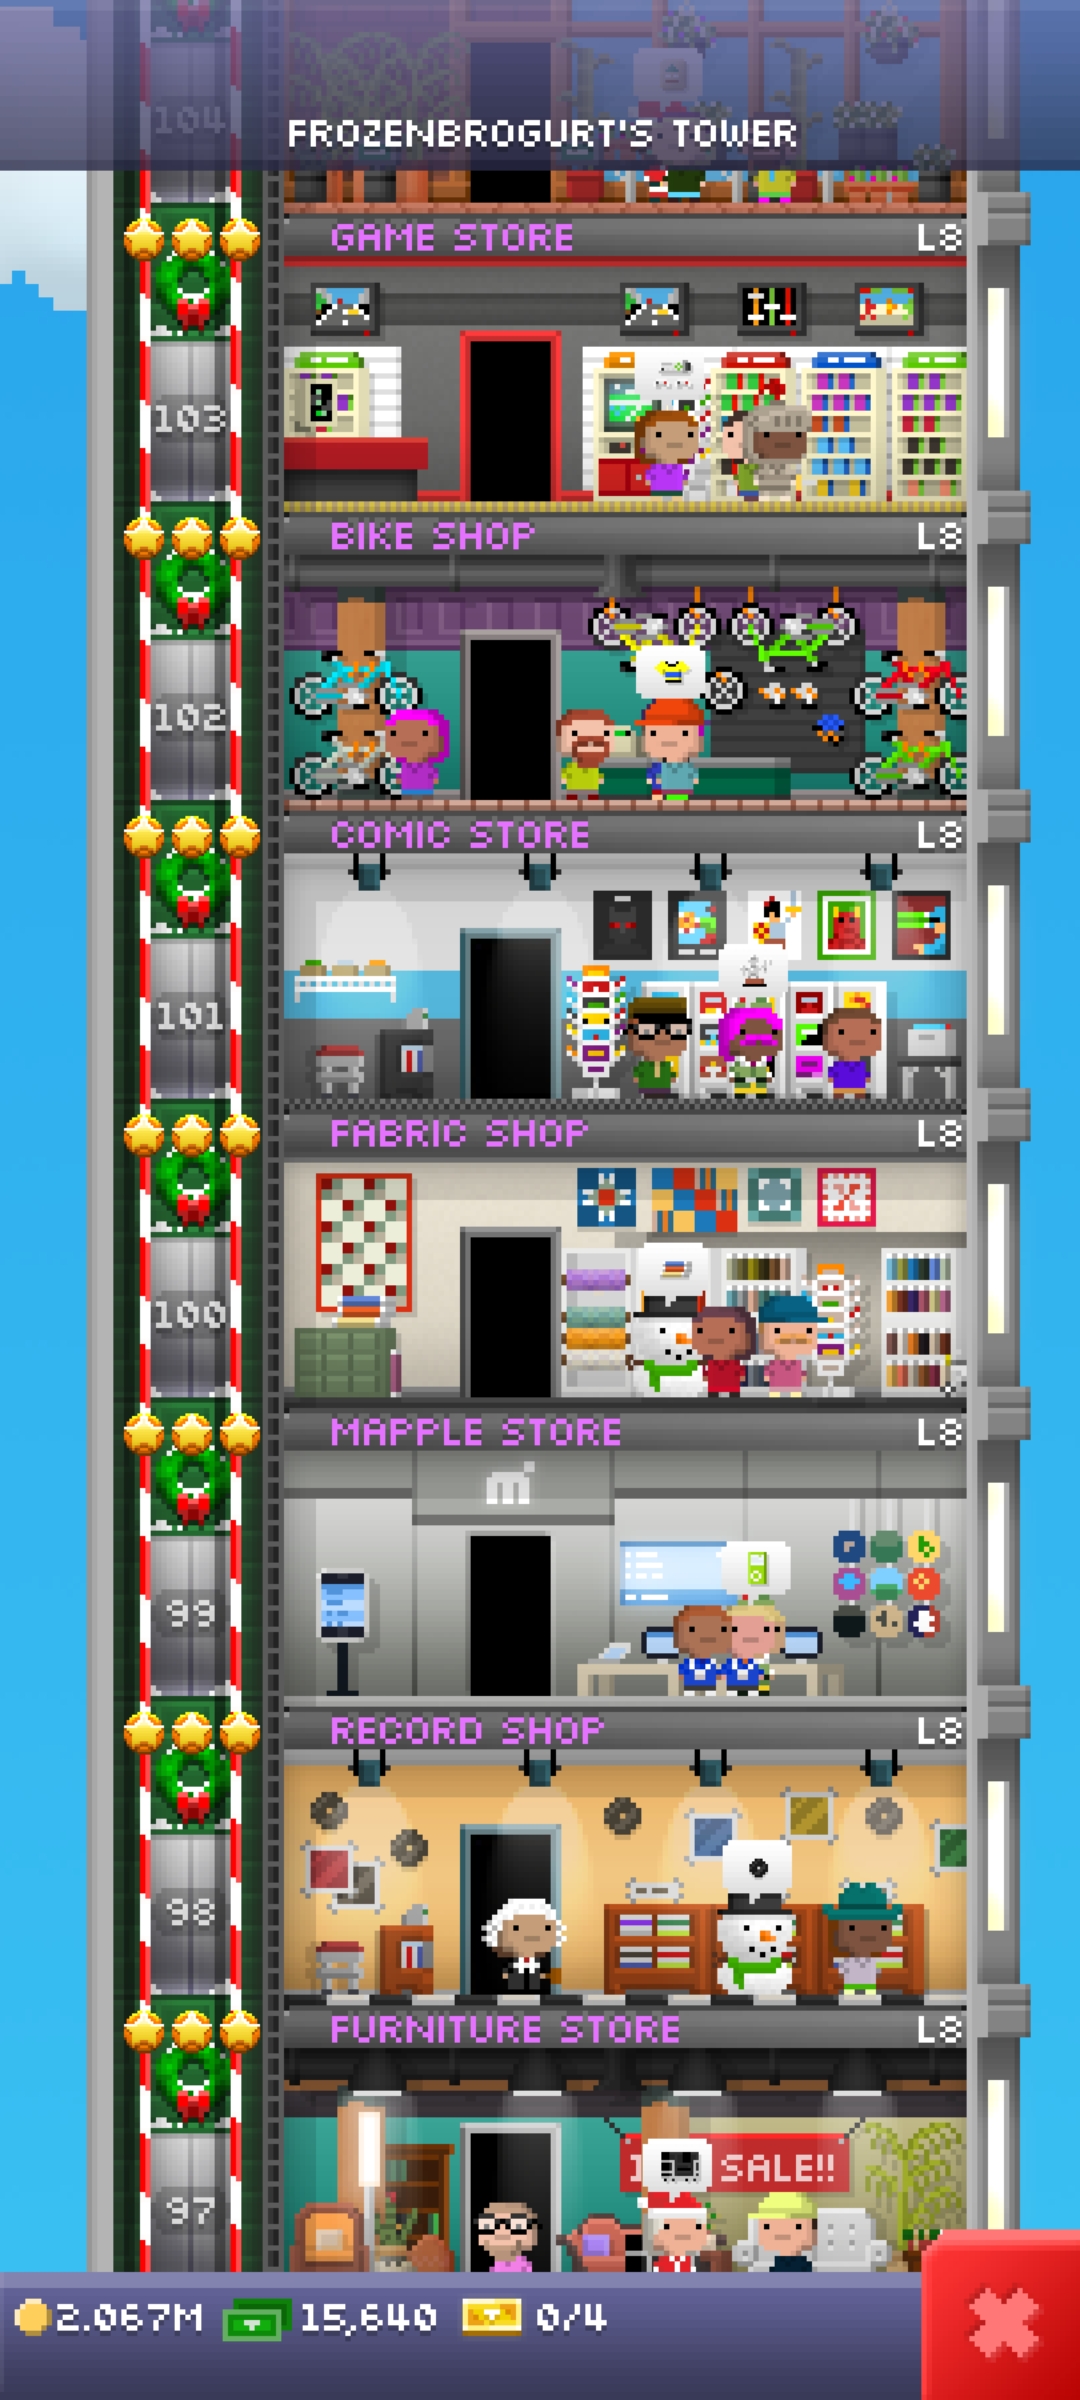 104
FROZENBROGURT'S TOWER
GAME STORE L8
103
BIKE SHOP L8
102
COMIC STORE L8
101
FABRIC SHOP L8
100
MAPPLE STORE L8
m
99
RECORD SHOP L8
98
FURNITURE STORE L8
SALE!!
97
2.067M 15,640 0/4